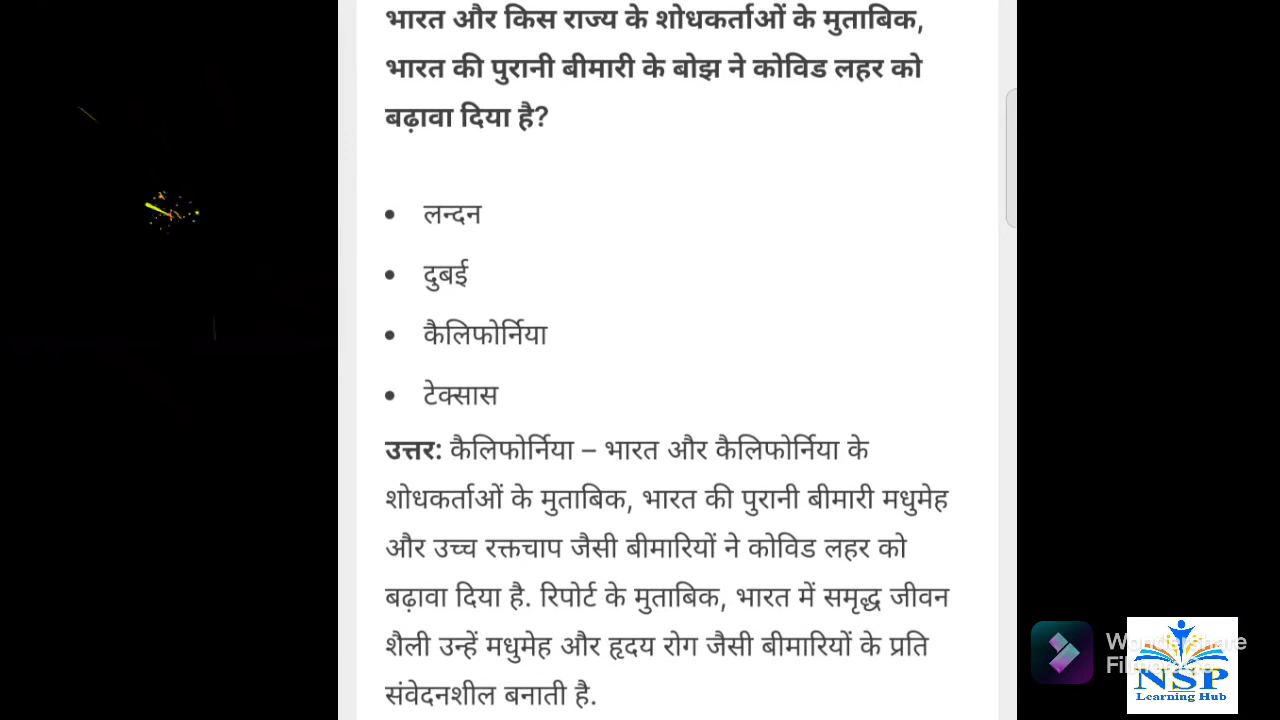 भारत और किस राज्य के शोधकर्ताओं के मुताबिक,
भारत की पुरानी बीमारी के बोझ ने कोविड लहर को
बढ़ावा दिया है?
• लन्दन
• दुबई
• कैलिफोर्निया
• टेक्सास
उत्तर: कैलिफोर्निया – भारत और कैलिफोर्निया के
शोधकर्ताओं के मुताबिक, भारत की पुरानी बीमारी मधुमेह
और उच्च रक्तचाप जैसी बीमारियों ने कोविड लहर को
बढ़ावा दिया है. रिपोर्ट के मुताबिक, भारत में समृद्ध जीवन
शैली उन्हें मधुमेह और हृदय रोग जैसी बीमारियों के प्रति
संवेदनशील बनाती है.
Wondershare
NSP
Learning Hub